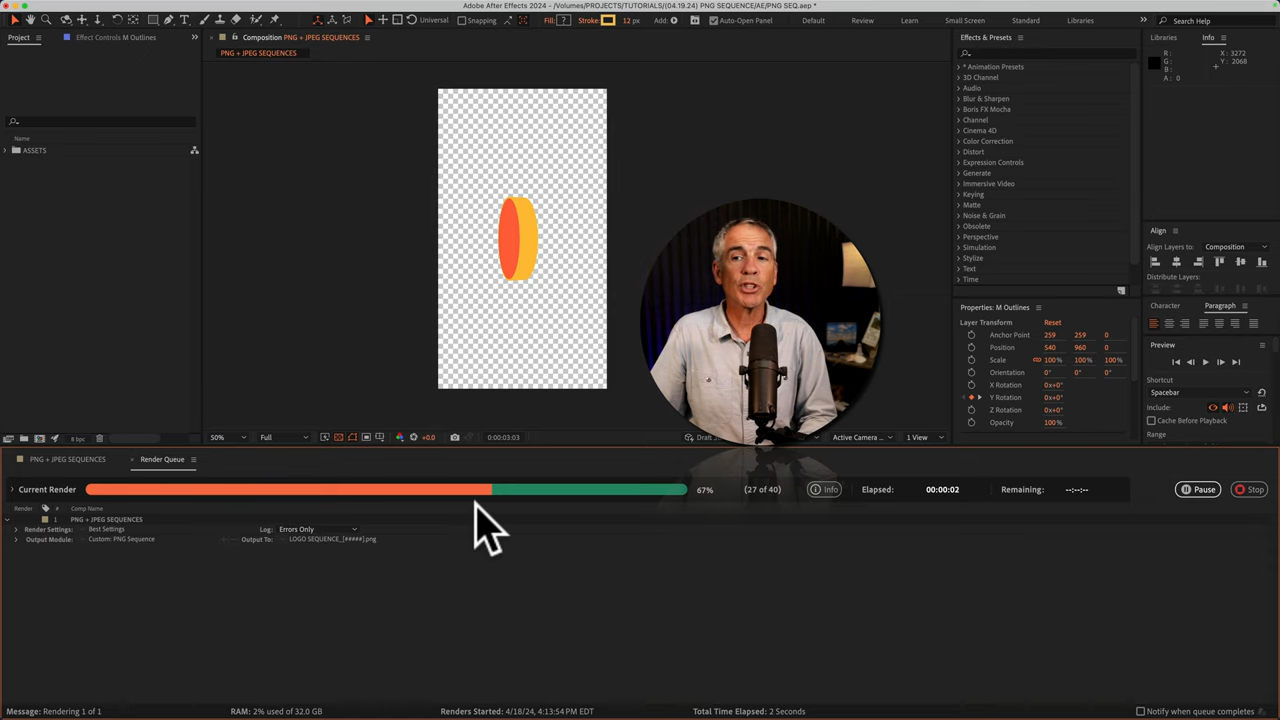 Adobe After Effects 2024 - /Volumes/PROJECTS/TUTORIALS/(04.19.24) PNG SEQUENCE/AE/PNG SEQ.aep *
Universal
Snapping
Fill: ?
Stroke:
12 px
Add:
Auto-Open Panel
Default
Review
Learn
Small Screen
Standard
Libraries
Search Help
Project
Effect Controls M Outlines
Composition PNG + JPEG SEQUENCES
PNG + JPEG SEQUENCES
Name
ASSETS
8 bpc
50%
Full
+0.0
0:00:03:03
Draft
Active Camera ...
1 View
Effects & Presets
* Animation Presets
3D Channel
Audio
Blur & Sharpen
Boris FX Mocha
Channel
Cinema 4D
Color Correction
Distort
Expression Controls
Generate
Immersive Video
Keying
Matte
Noise & Grain
Obsolete
Perspective
Simulation
Stylize
Text
Time
Properties: M Outlines
Layer Transform
Reset
Anchor Point 259 259 0
Position 540 960 0
Scale 100% 100% 100%
Orientation 0° 0° 0°
X Rotation 0x+0°
Y Rotation 0x+0°
Z Rotation 0x+0°
Opacity 100%
Libraries
Info
R:
G:
B:
A: 0
X: 3272
Y: 2068
Align
Align Layers to: Composition
Distribute Layers:
Character
Paragraph
Preview
Shortcut
Spacebar
Include:
Cache Before Playback
Range
PNG + JPEG SEQUENCES
Render Queue
Current Render
67%
(27 of 40)
Info
Elapsed: 00:00:02
Remaining: --:--:--
Pause
Stop
Render
#
Comp Name
1 PNG + JPEG SEQUENCES
Render Settings: Best Settings
Log: Errors Only
Output Module: Custom: PNG Sequence
Output To: LOGO SEQUENCE_[#####].png
Message: Rendering 1 of 1
RAM: 2% used of 32.0 GB
Renders Started: 4/18/24, 4:13:54 PM EDT
Total Time Elapsed: 2 Seconds
Notify when queue completes